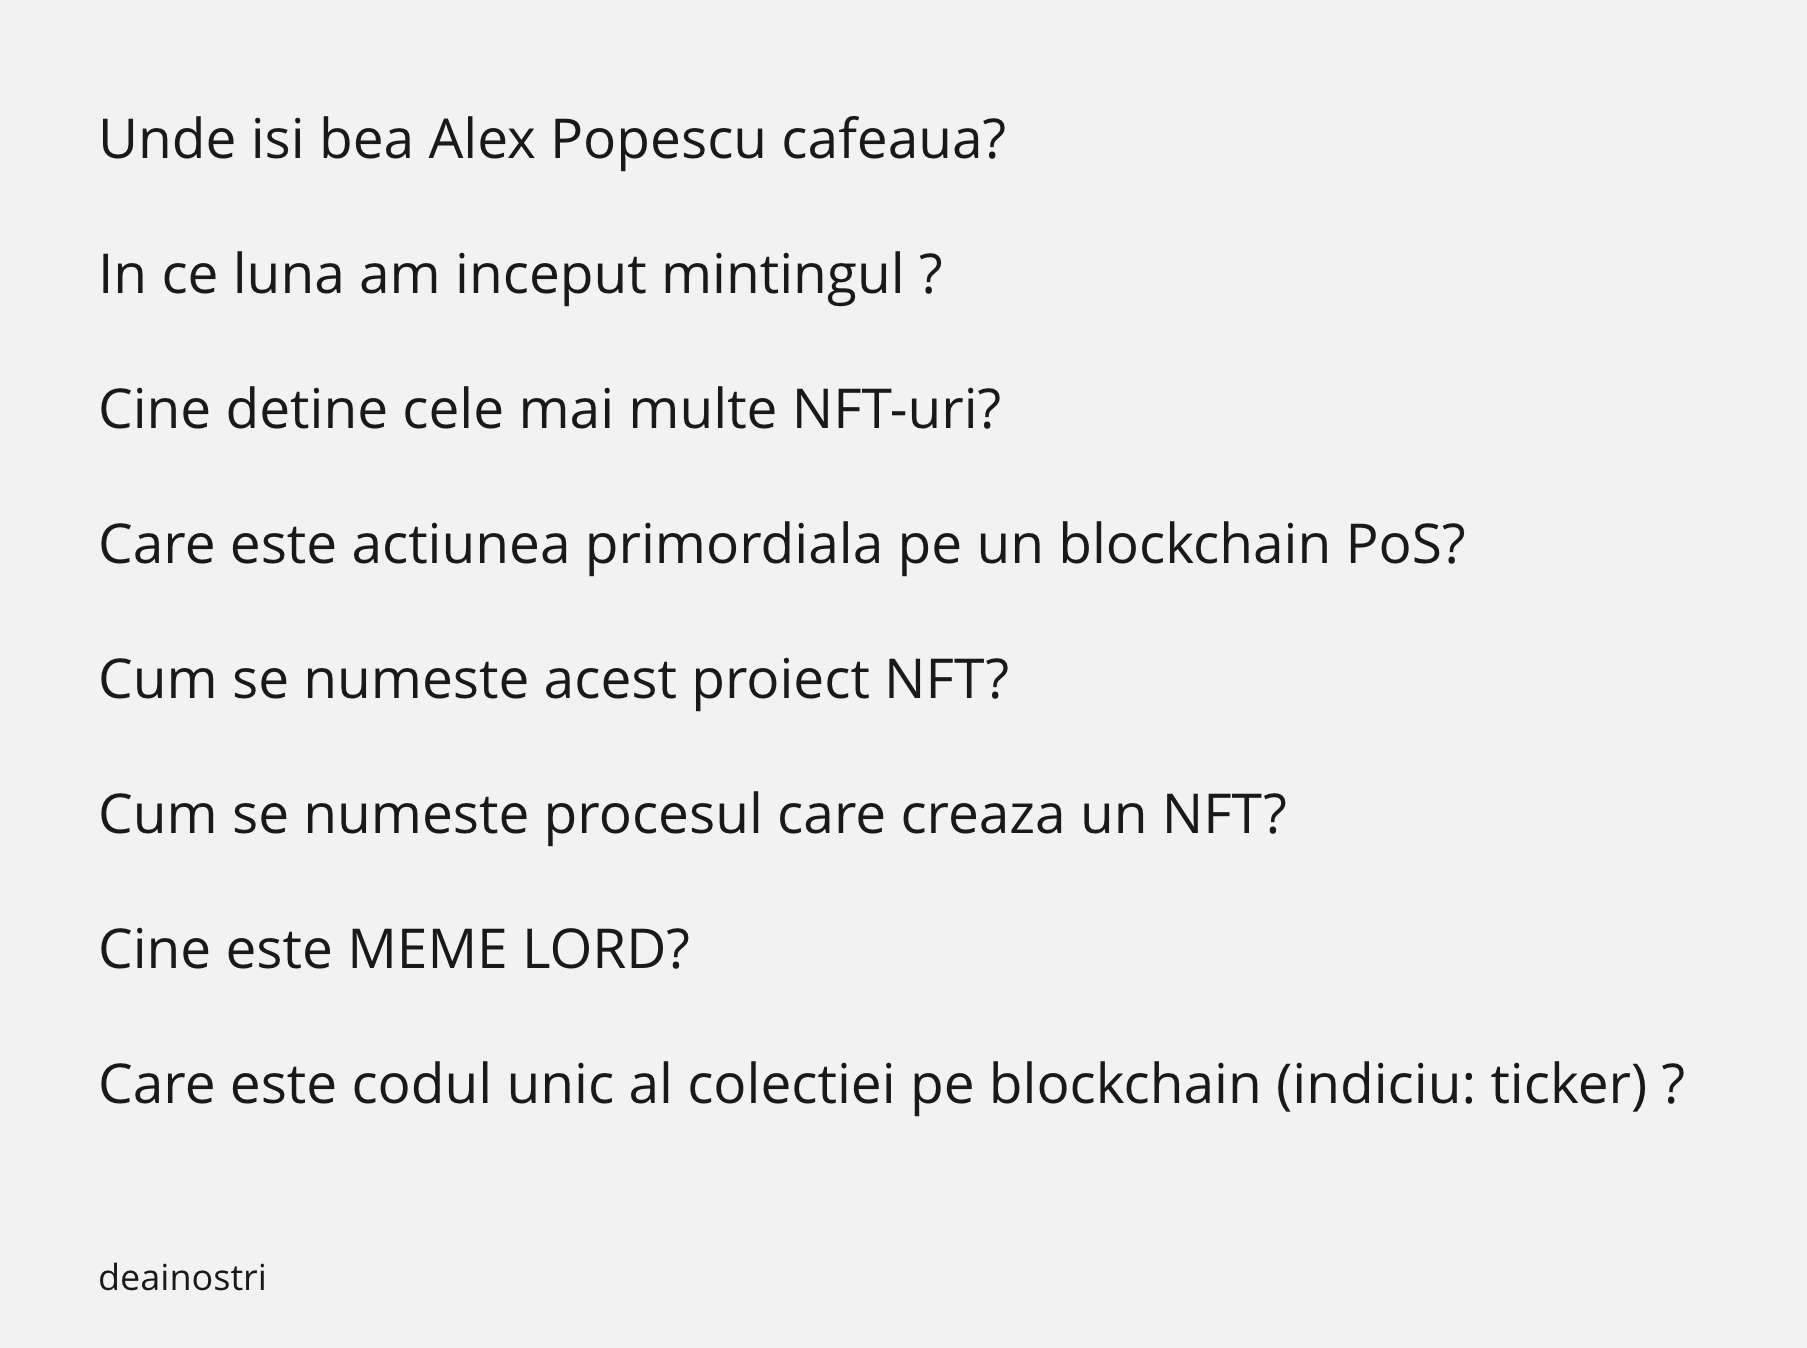 Unde isi bea Alex Popescu cafeaua?
In ce luna am inceput mintingul ?
Cine detine cele mai multe NFT-uri?
Care este actiunea primordiala pe un blockchain PoS?
Cum se numeste acest proiect NFT?
Cum se numeste procesul care creaza un NFT?
Cine este MEME LORD?
Care este codul unic al colectiei pe blockchain (indiciu: ticker) ?
deainostri